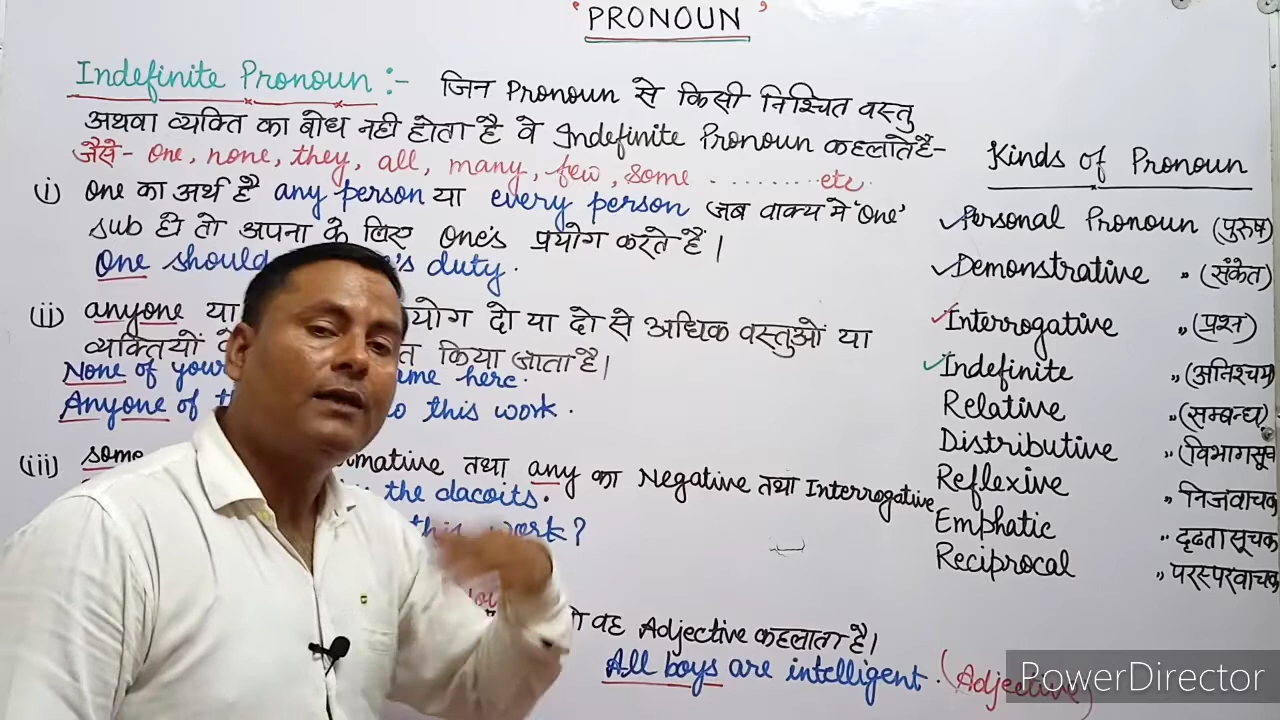 ' PRONOUN '
Indefinite Pronoun :- जिन Pronoun से किसी निश्चित वस्तु
अथवा व्यक्ति का बोध नही होता है वे Indefinite Pronoun कहलाते हैं-
जैसे- One, none, they, all, many, few, some ......... etc.
(i) One का अर्थ है any person या every person जब वाक्य मे 'One'
sub हो तो अपना के लिए One's प्रयोग करते हैं।
One should 's duty.
(ii) anyone या दो या दो से अधिक वस्तुओं या
व्यक्तियों किया जाता है।
None of your here.
Anyone of this work.
(iii) some तथा any का Negative तथा Interrogative
the dacoits.
this work?
वह Adjective कहलाता है।
All boys are intelligent. (Adjective)
Kinds of Pronoun
✓Personal Pronoun (पुरुष)
✓Demonstrative " (संकेत)
✓Interrogative " (प्रश्न)
✓Indefinite " (अनिश्चय
Relative " (सम्बन्ध)
Distributive " (विभागसूच
Reflexive " निजवाचक
Emphatic " दृढतासूचक
Reciprocal " परस्परवाचक
PowerDirector